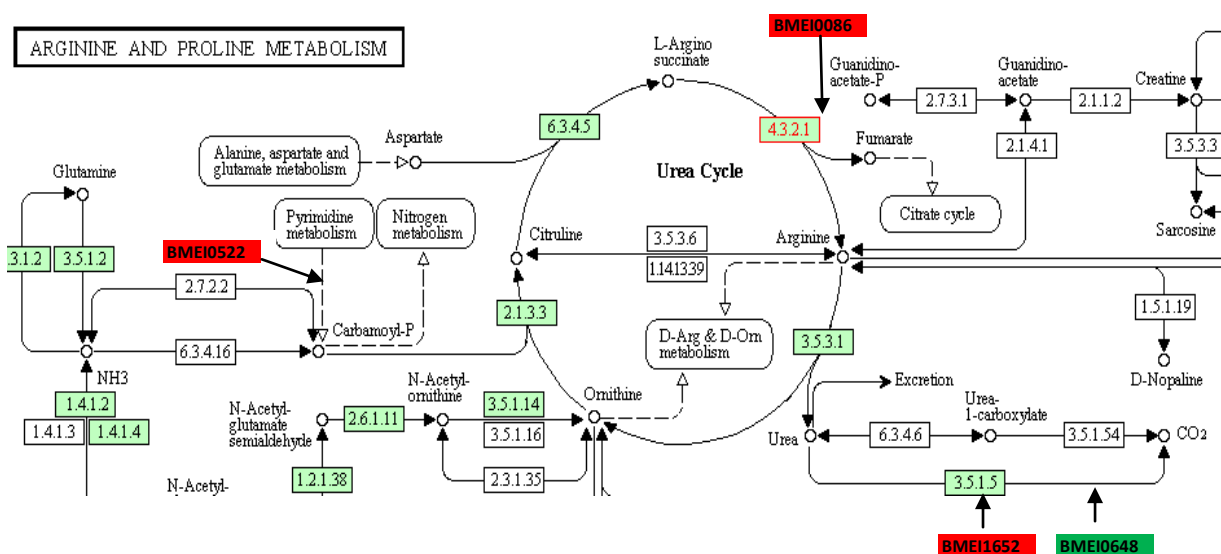 BMEI0086
ARGININE AND PROLINE METABOLISM
L-Argino
succinate
Guanidino-
acetate-P
Guanidino-
acetate
Creatine
2.7.3.1
2.1.1.2
6.3.4.5
4.3.2.1
Aspartate
Alanine, aspartate and
glutamate metabolism
Fumarate
2.1.4.1
3.5.3.3
Urea Cycle
Glutamine
Pyrimidine
metabolism
Nitrogen
metabolism
Citrate cycle
Sarcosine
BMEI0522
Citruline
3.5.3.6
Arginine
.3.1.2
3.5.1.2
1.14.13.39
2.7.2.2
1.5.1.19
2.1.3.3
Carbamoyl-P
D-Arg & D-Orn
metabolism
3.5.3.1
6.3.4.16
NH3
D-Nopaline
N-Acetyl-
ornithine
Ornithine
Excretion
1.4.1.2
Urea-
1-carboxylate
N-Acetyl-
glutamate
semialdehyde
2.6.1.11
3.5.1.14
1.4.1.3
1.4.1.4
3.5.1.16
Urea
6.3.4.6
3.5.1.54
CO2
1.2.1.38
2.3.1.35
N-Acetyl-
3.5.1.5
BMEI1652
BMEI0648